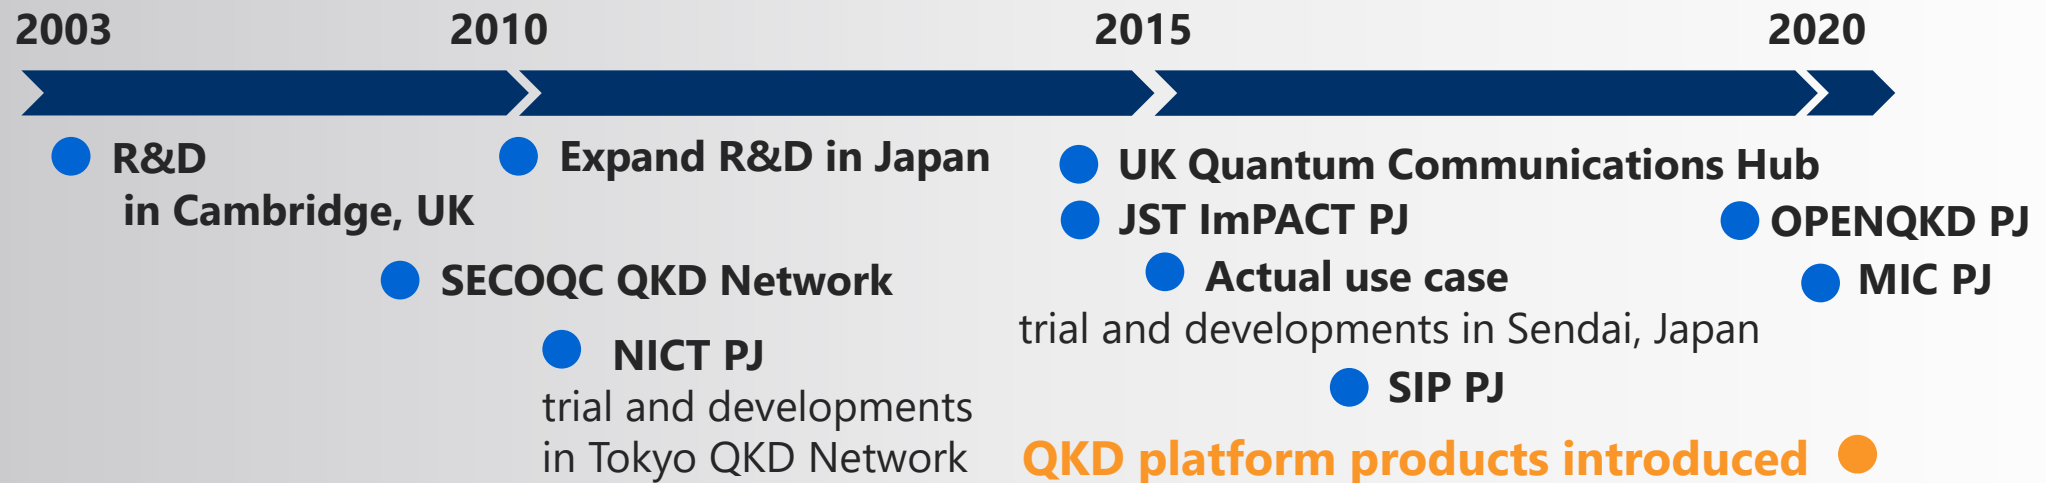 2003
2010
2015
2020
R&D
in Cambridge, UK
Expand R&D in Japan
SECOQC QKD Network
NICT PJ
trial and developments
in Tokyo QKD Network
UK Quantum Communications Hub
JST ImPACT PJ
Actual use case
trial and developments in Sendai, Japan
SIP PJ
OPENQKD PJ
MIC PJ
QKD platform products introduced